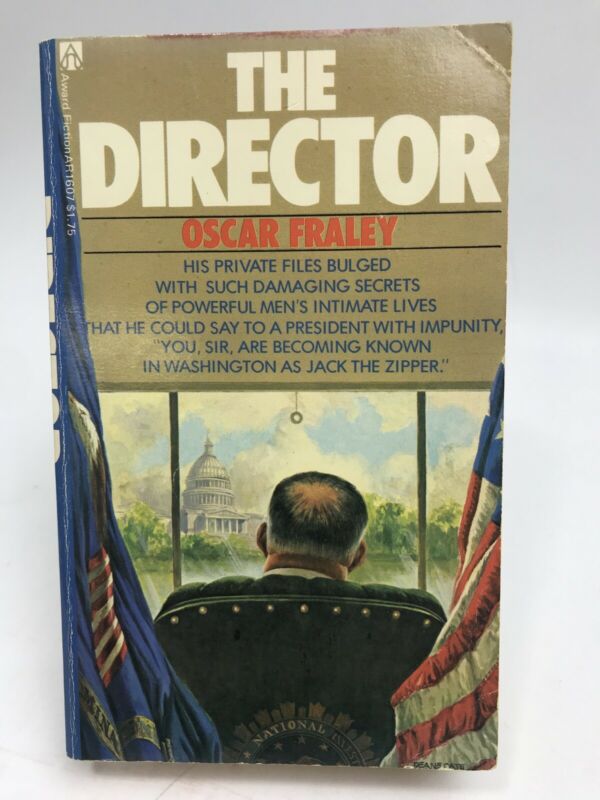 Award Fiction AR1607 $1.75
THE
DIRECTOR
OSCAR FRALEY
HIS PRIVATE FILES BULGED
WITH SUCH DAMAGING SECRETS
OF POWERFUL MEN'S INTIMATE LIVES
THAT HE COULD SAY TO A PRESIDENT WITH IMPUNITY,
"YOU, SIR, ARE BECOMING KNOWN
IN WASHINGTON AS JACK THE ZIPPER."
NATIONAL INVEST